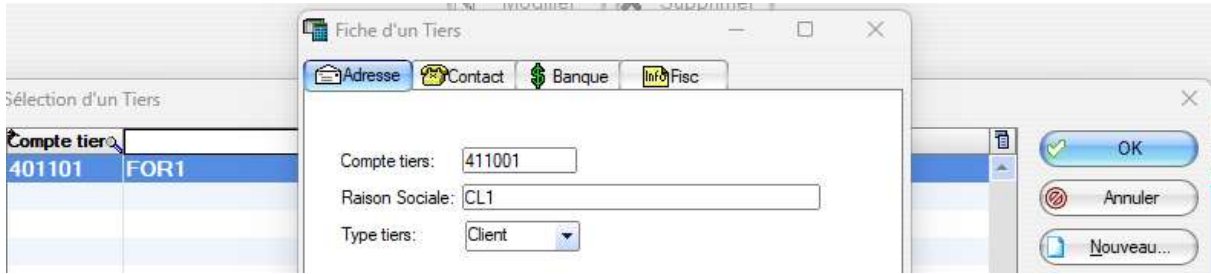 Modifier Supprimer
Fiche d'un Tiers
Adresse Contact $ Banque Info Fisc
Sélection d'un Tiers
Compte tier
401101 FOR1
Compte tiers: 411001
Raison Sociale: CL1
Type tiers: Client
OK
Annuler
Nouveau...